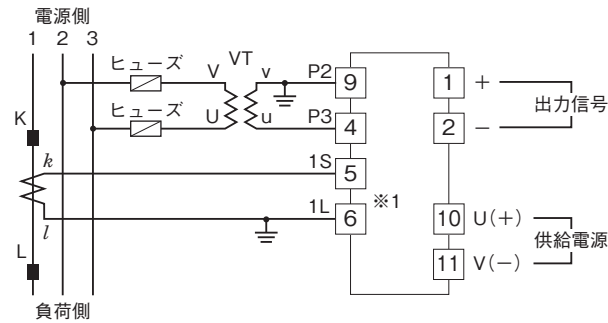 電源側
1 2 3
ヒューズ
VT
V
v
P2
9
1
+
U
u
P3
4
2
−
出力信号
ヒューズ
K
k
1S
5
※1
l
1L
6
10
U(+)
供給電源
11
V(−)
L
負荷側